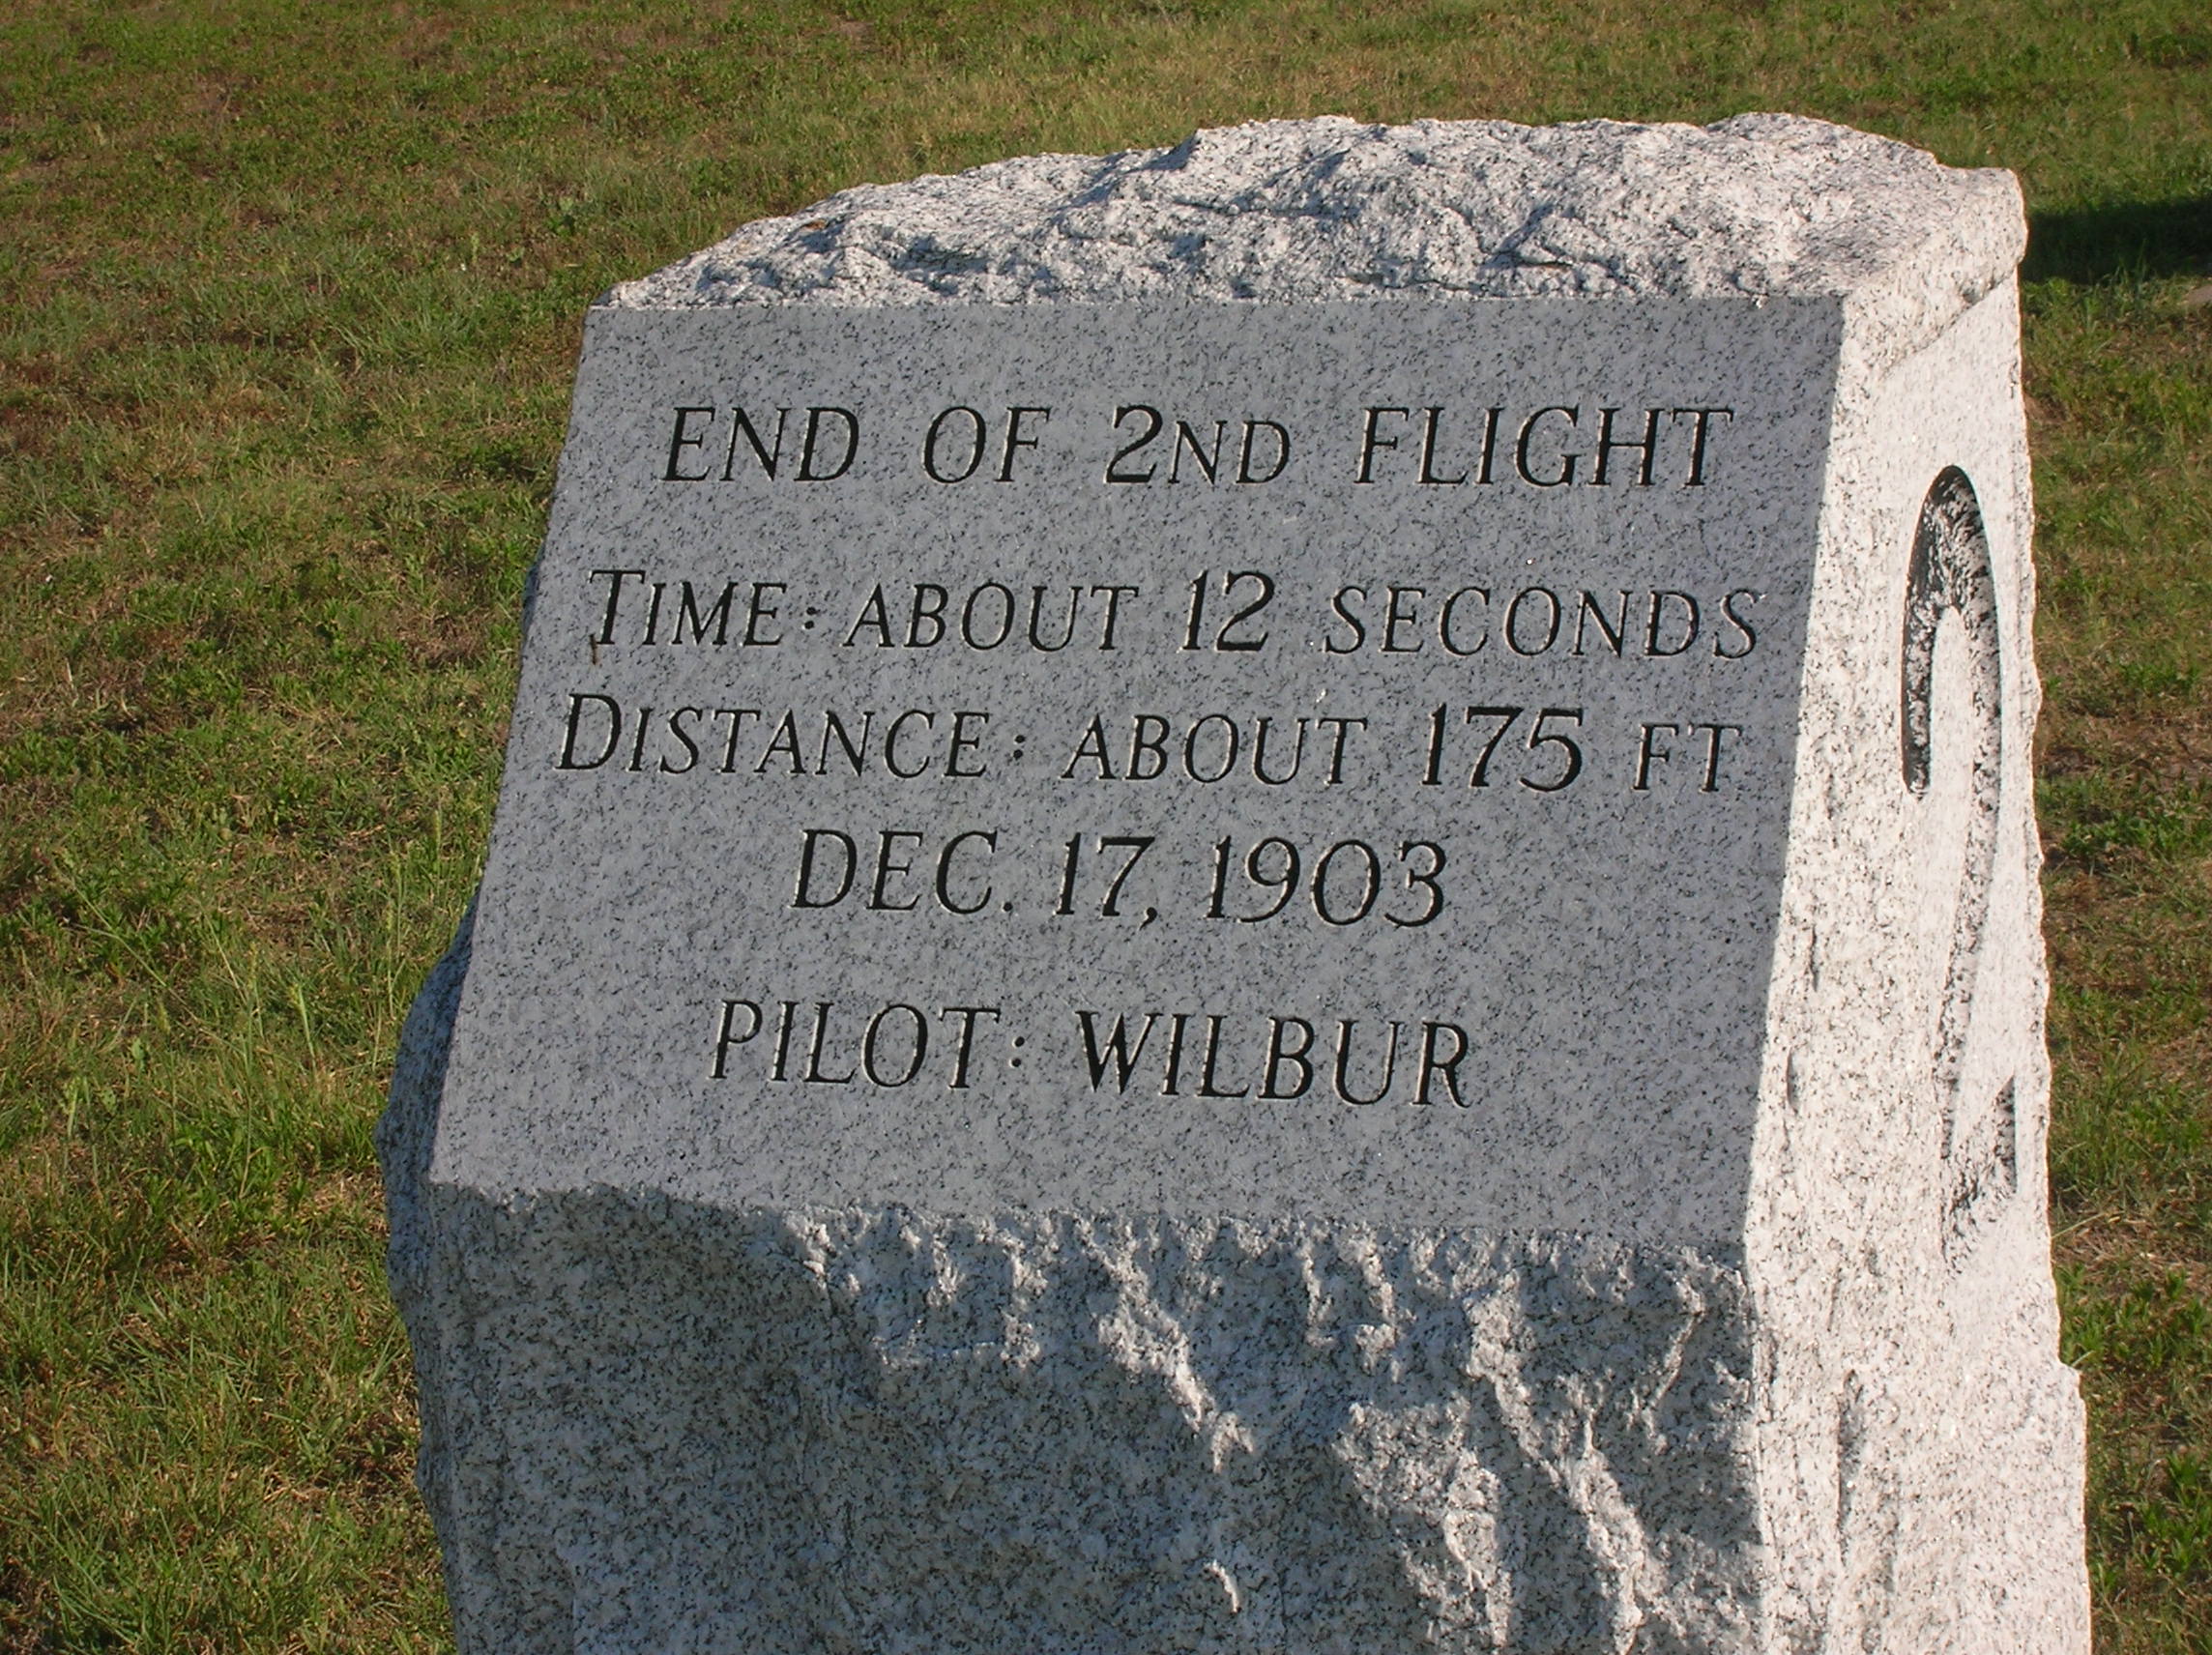 END OF 2ND FLIGHT
TIME: ABOUT 12 SECONDS
DISTANCE: ABOUT 175 FT
DEC. 17, 1903
PILOT: WILBUR